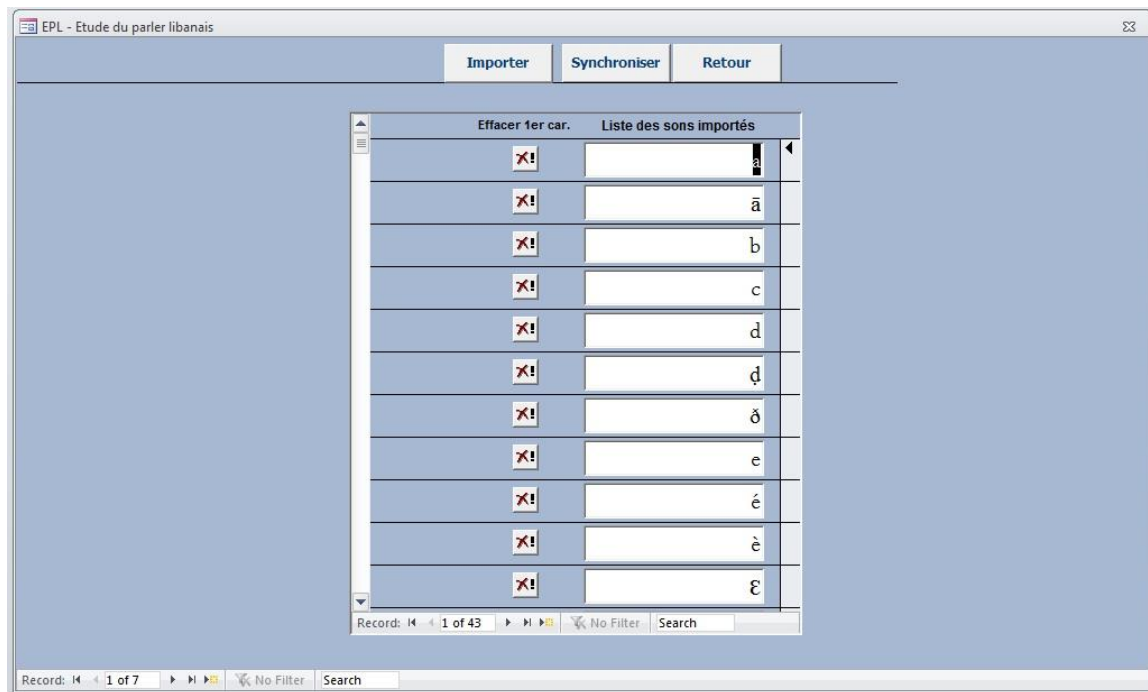 EPL - Etude du parler libanais
Importer Synchroniser Retour
Effacer 1er car. Liste des sons importés
a
ā
b
c
d
ḍ
ð
e
é
è
Ɛ
Record: 1 of 43 No Filter Search
Record: 1 of 7 No Filter Search